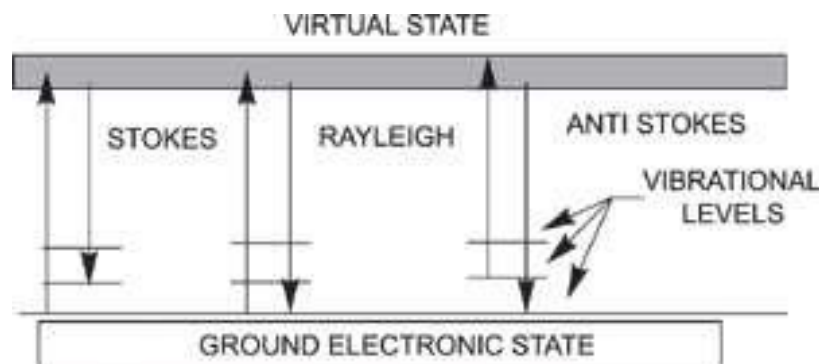 VIRTUAL STATE
STOKES
RAYLEIGH
ANTI STOKES
VIBRATIONAL
LEVELS
GROUND ELECTRONIC STATE